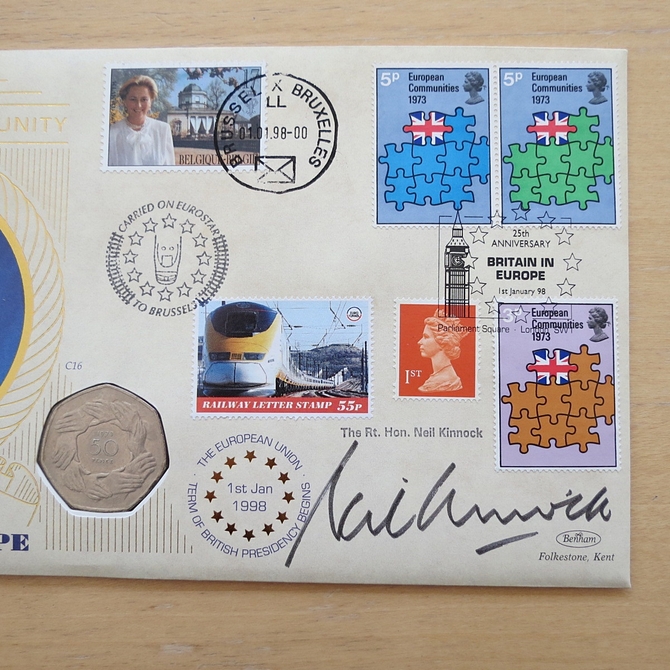 UNITY
BELGIQUE-BELGIË
BRUSSEL X BRUXELLES
01.01.98-00
5P
European
Communities
1973
5P
European
Communities
1973
CARRIED ON EUROSTAR
TO BRUSSELS
25th
ANNIVERSARY
BRITAIN IN
EUROPE
1st January 98
Parliament Square · London SW1
European
Communities
1973
RAILWAY LETTER STAMP 55P
1ST
C16
50
THE EUROPEAN UNION
1st Jan
1998
TERM OF BRITISH PRESIDENCY BEGINS
The Rt. Hon. Neil Kinnock
Neil Kinnock
Benham
Folkestone, Kent
PE